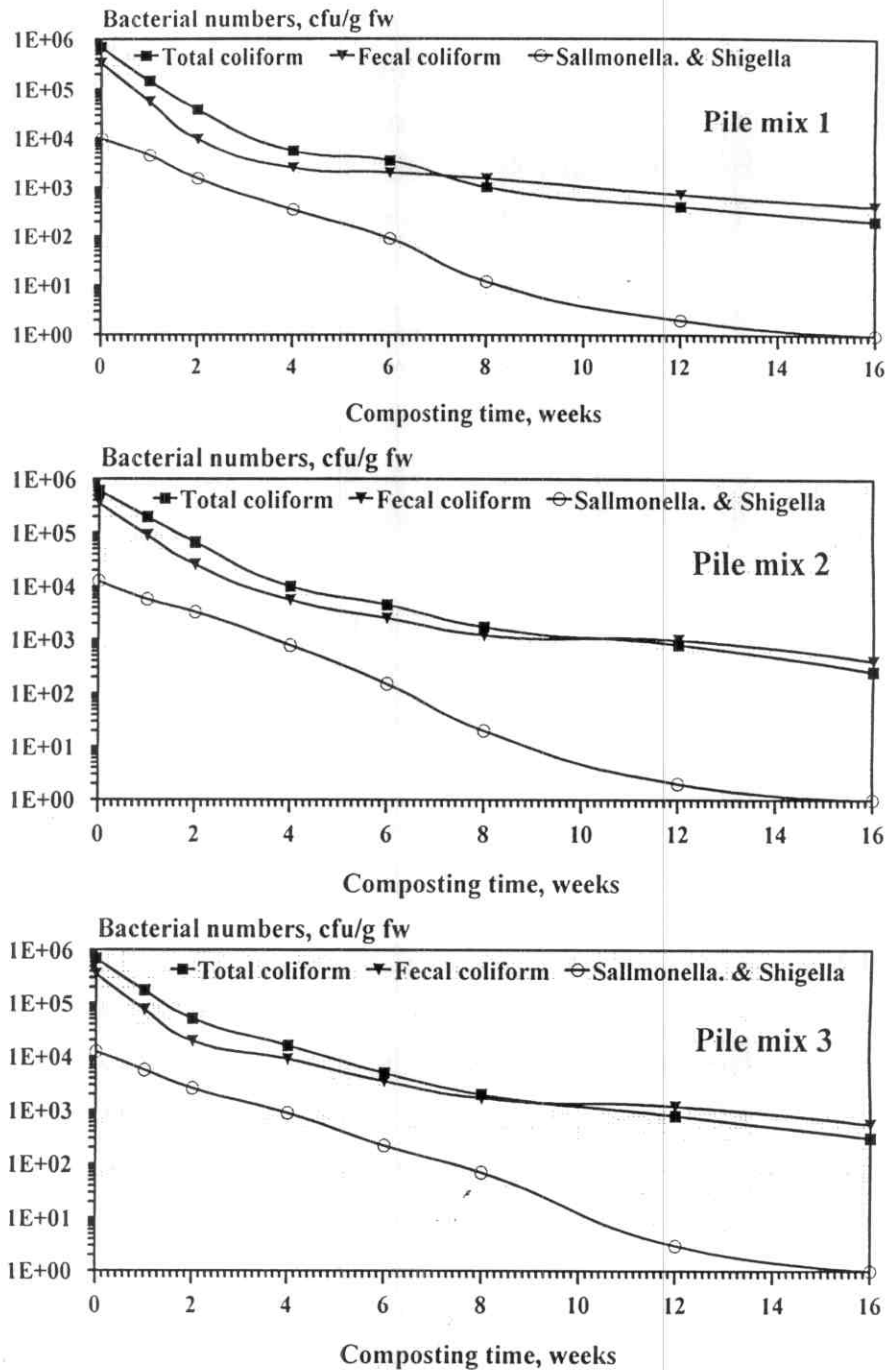 Bacterial numbers, cfu/g fw
1E+06
Total coliform Fecal coliform Sallmonella. & Shigella
1E+05
Pile mix 1
1E+04
1E+03
1E+02
1E+01
1E+00
0 2 4 6 8 10 12 14 16
Composting time, weeks
Bacterial numbers, cfu/g fw
1E+06
Total coliform Fecal coliform Sallmonella. & Shigella
1E+05
Pile mix 2
1E+04
1E+03
1E+02
1E+01
1E+00
0 2 4 6 8 10 12 14 16
Composting time, weeks
Bacterial numbers, cfu/g fw
1E+06
Total coliform Fecal coliform Sallmonella. & Shigella
1E+05
Pile mix 3
1E+04
1E+03
1E+02
1E+01
1E+00
0 2 4 6 8 10 12 14 16
Composting time, weeks